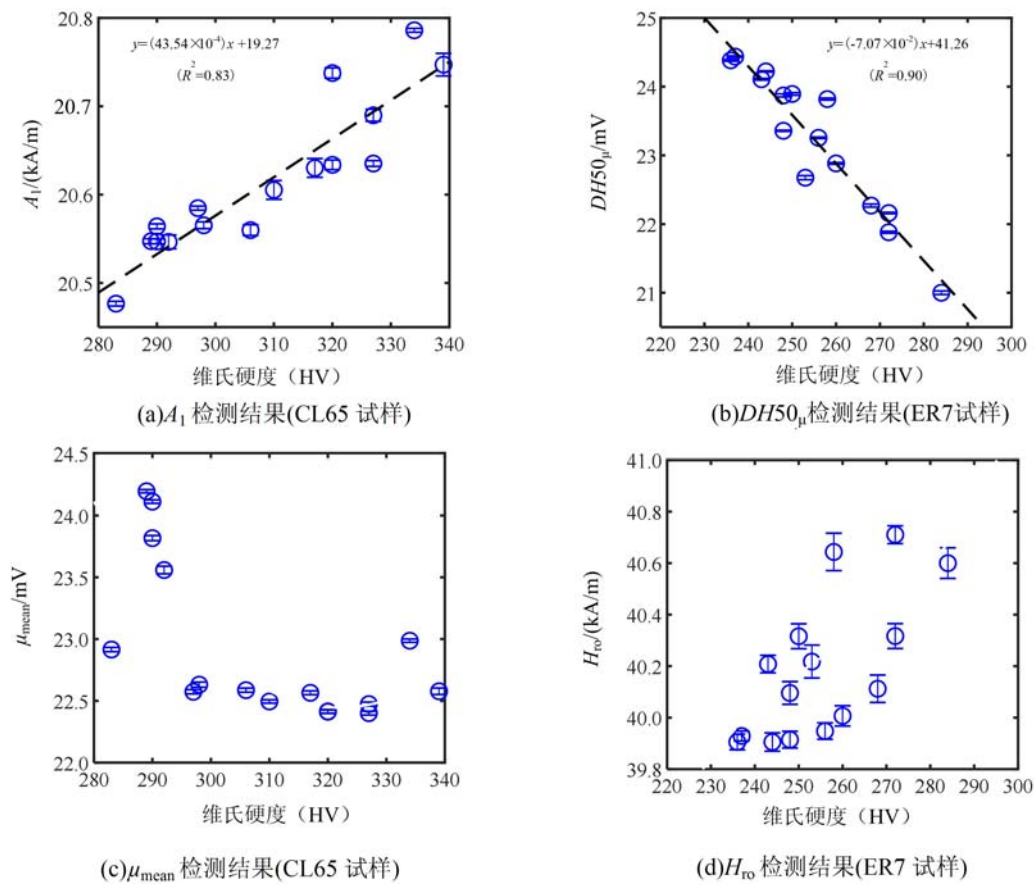 y=(43.54×10⁻⁴)x+19.27
(R²=0.83)
20.8
20.7
20.6
20.5
A₁/(kA/m)
280 290 300 310 320 330 340
维氏硬度（HV）
(a)A₁ 检测结果(CL65 试样)
y=(-7.07×10⁻²)x+41.26
(R²=0.90)
25
24
23
22
21
DH50μ/mV
220 230 240 250 260 270 280 290 300
维氏硬度（HV）
(b)DH50μ检测结果(ER7试样)
24.5
24.0
23.5
23.0
22.5
22.0
μmean/mV
280 290 300 310 320 330 340
维氏硬度（HV）
(c)μmean 检测结果(CL65 试样)
41.0
40.8
40.6
40.4
40.2
40.0
39.8
Hro/(kA/m)
220 230 240 250 260 270 280 290 300
维氏硬度（HV）
(d)Hro 检测结果(ER7 试样)